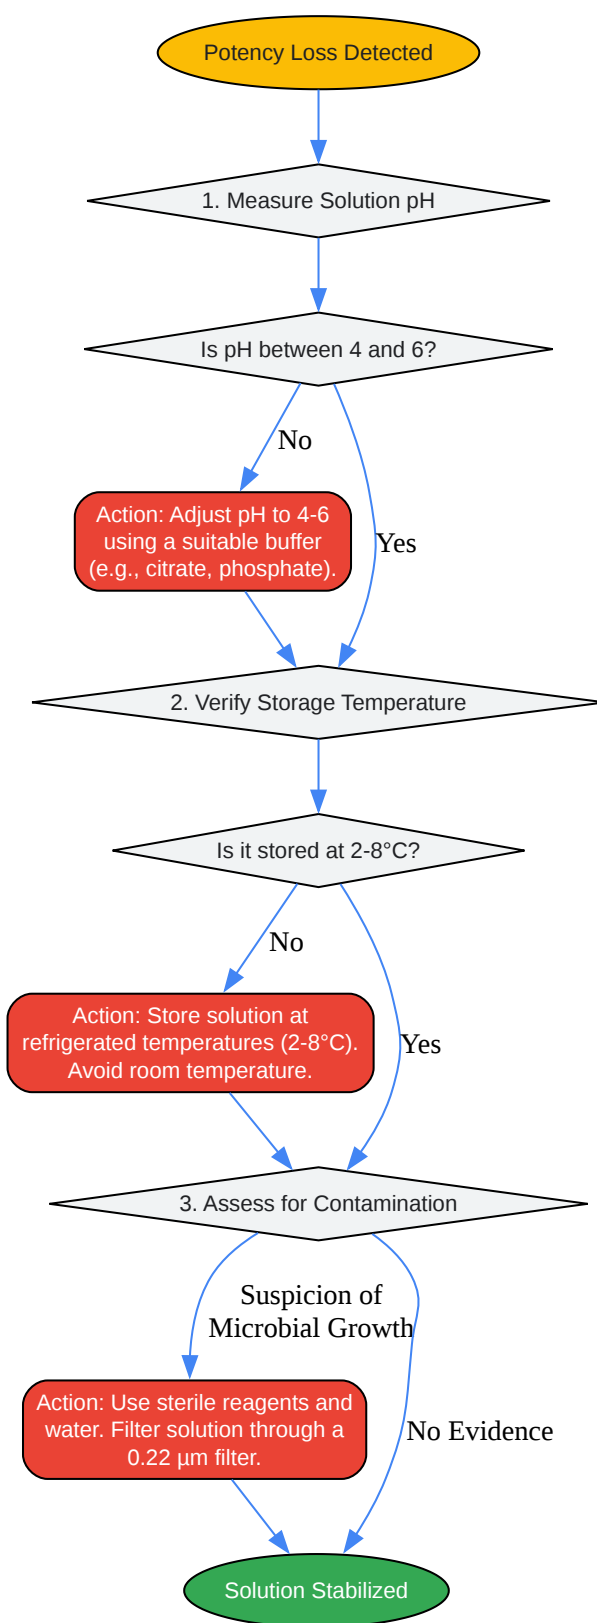 Potency Loss Detected
1. Measure Solution pH
Is pH between 4 and 6?
No
Action: Adjust pH to 4-6
using a suitable buffer
(e.g., citrate, phosphate).
Yes
2. Verify Storage Temperature
Is it stored at 2-8°C?
No
Action: Store solution at
refrigerated temperatures (2-8°C).
Avoid room temperature.
Yes
3. Assess for Contamination
Suspicion of
Microbial Growth
Action: Use sterile reagents and
water. Filter solution through a
0.22 µm filter.
No Evidence
Solution Stabilized